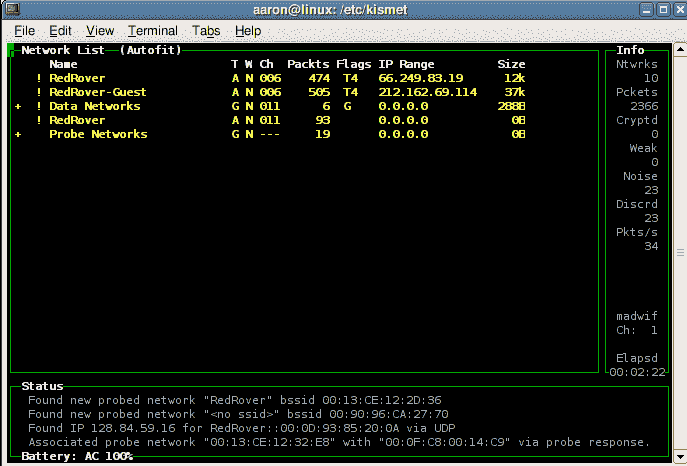 aaron@linux: /etc/kismet
File Edit View Terminal Tabs Help
Network List—(Autofit)
Name T W Ch Packts Flags IP Range Size
! RedRover A N 006 474 T4 66.249.83.19 12k
! RedRover-Guest A N 006 505 T4 212.162.69.114 37k
+ Data Networks G N 011 6 G 0.0.0.0 288B
! RedRover A N 011 93 0.0.0.0 0B
+ Probe Networks G N --- 19 0.0.0.0 0B
Info
Ntwrks
10
Pckets
2366
Cryptd
0
Weak
0
Noise
23
Discrd
23
Pkts/s
34
madwif
Ch: 1
Elapsd
00:02:22
Status
Found new probed network "RedRover" bssid 00:13:CE:12:2D:36
Found new probed network "<no ssid>" bssid 00:90:96:CA:27:70
Found IP 128.84.59.16 for RedRover::00:0D:93:85:20:0A via UDP
Associated probe network "00:13:CE:12:32:E8" with "00:0F:C8:00:14:C9" via probe response.
Battery: AC 100%